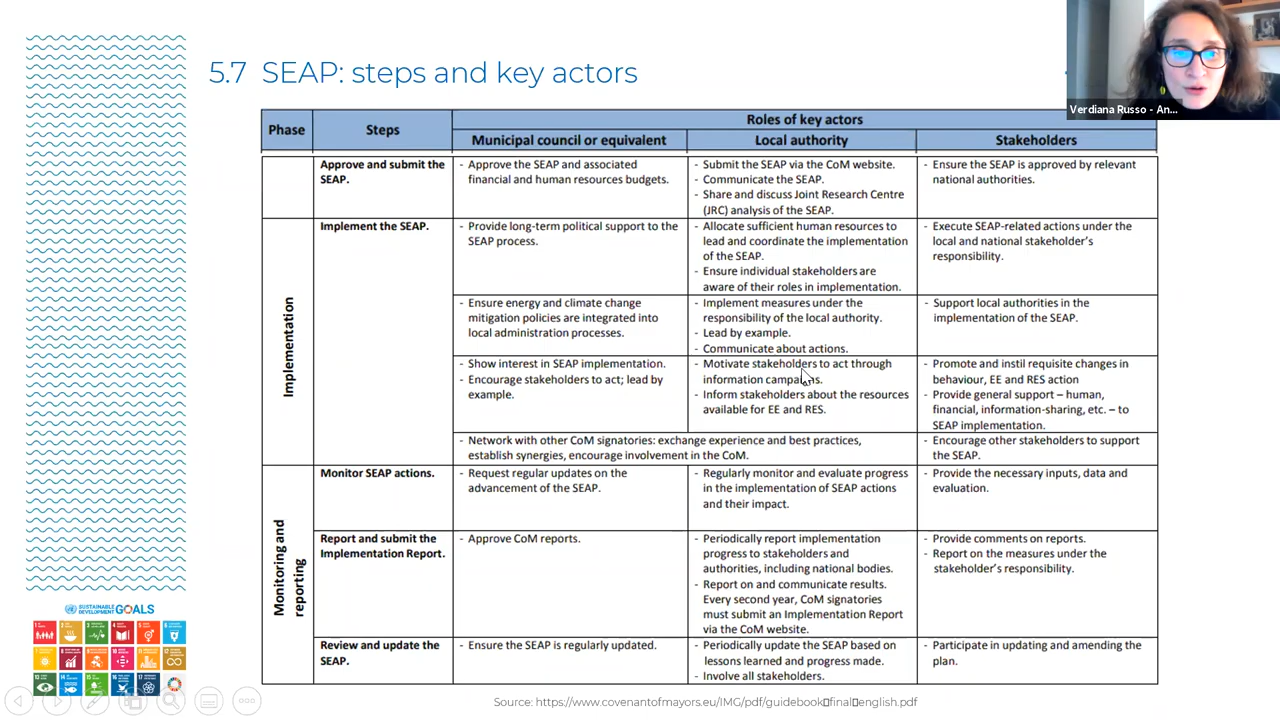 5.7 SEAP: steps and key actors
Verdiana Russo - An...
Phase
Steps
Roles of key actors
Municipal council or equivalent
Local authority
Stakeholders
Approve and submit the
SEAP.
- Approve the SEAP and associated
financial and human resources budgets.
- Submit the SEAP via the CoM website.
- Communicate the SEAP.
- Share and discuss Joint Research Centre
(JRC) analysis of the SEAP.
- Ensure the SEAP is approved by relevant
national authorities.
Implementation
Implement the SEAP.
- Provide long-term political support to the
SEAP process.
- Allocate sufficient human resources to
lead and coordinate the implementation
of the SEAP.
- Ensure individual stakeholders are
aware of their roles in implementation.
- Execute SEAP-related actions under the
local and national stakeholder's
responsibility.
- Ensure energy and climate change
mitigation policies are integrated into
local administration processes.
- Implement measures under the
responsibility of the local authority.
- Lead by example.
- Communicate about actions.
- Support local authorities in the
implementation of the SEAP.
- Show interest in SEAP implementation.
- Encourage stakeholders to act; lead by
example.
- Motivate stakeholders to act through
information campaigns.
- Inform stakeholders about the resources
available for EE and RES.
- Promote and instil requisite changes in
behaviour, EE and RES action
- Provide general support – human,
financial, information-sharing, etc. – to
SEAP implementation.
- Network with other CoM signatories: exchange experience and best practices,
establish synergies, encourage involvement in the CoM.
- Encourage other stakeholders to support
the SEAP.
Monitoring and
reporting
Monitor SEAP actions.
- Request regular updates on the
advancement of the SEAP.
- Regularly monitor and evaluate progress
in the implementation of SEAP actions
and their impact.
- Provide the necessary inputs, data and
evaluation.
Report and submit the
Implementation Report.
- Approve CoM reports.
- Periodically report implementation
progress to stakeholders and
authorities, including national bodies.
- Report on and communicate results.
Every second year, CoM signatories
must submit an Implementation Report
via the CoM website.
- Provide comments on reports.
- Report on the measures under the
stakeholder's responsibility.
Review and update the
SEAP.
- Ensure the SEAP is regularly updated.
- Periodically update the SEAP based on
lessons learned and progress made.
- Involve all stakeholders.
- Participate in updating and amending the
plan.
SUSTAINABLE
DEVELOPMENT
GOALS
Source: https://www.covenantofmayors.eu/IMG/pdf/guidebook▯final▯english.pdf